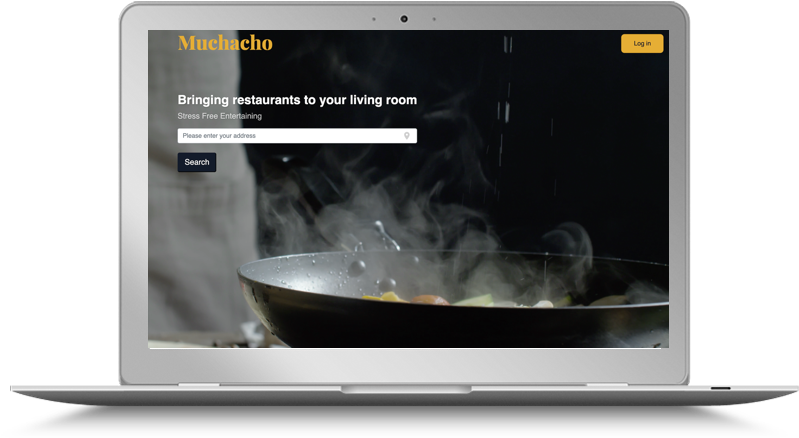 Muchacho
Log in
Bringing restaurants to your living room
Stress Free Entertaining
Please enter your address
Search